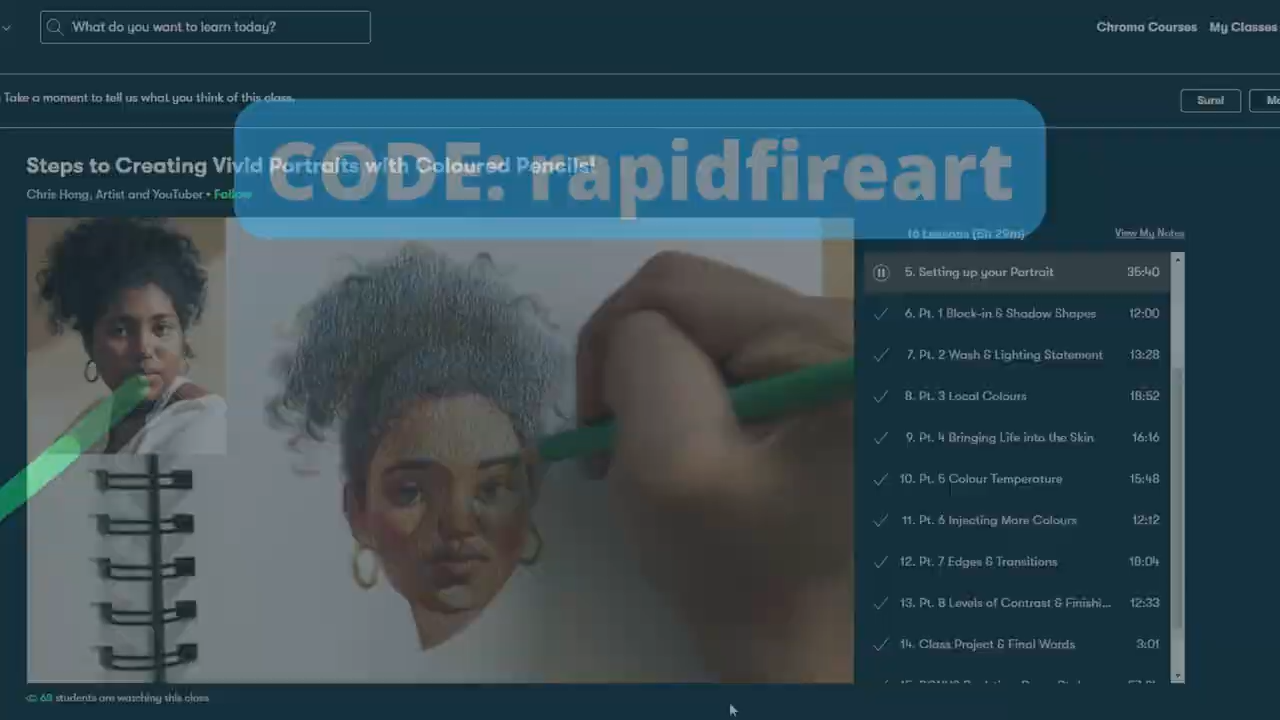 What do you want to learn today?
Chroma Courses My Classes
Take a moment to tell us what you think of this class.
Sure!
CODE: rapidfireart
Steps to Creating Vivid Portraits with Coloured Pencils!
Chris Hong, Artist and YouTuber • Follow
16 Lessons (5h 29m) View My Notes
5. Setting up your Portrait 35:40
6. Pt. 1 Block-in & Shadow Shapes 12:00
7. Pt. 2 Wash & Lighting Statement 13:28
8. Pt. 3 Local Colours 18:52
9. Pt. 4 Bringing Life into the Skin 16:16
10. Pt. 5 Colour Temperature 15:48
11. Pt. 6 Injecting More Colours 12:12
12. Pt. 7 Edges & Transitions 18:04
13. Pt. 8 Levels of Contrast & Finishi... 12:33
14. Class Project & Final Words 3:01
68 students are watching this class